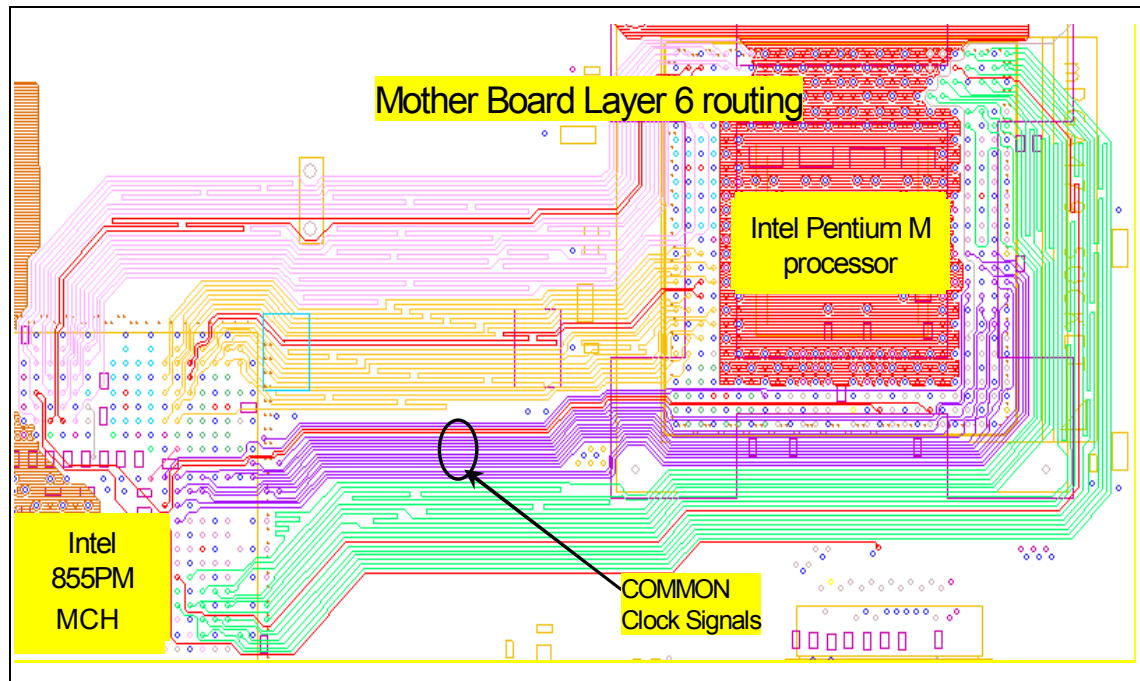 Mother Board Layer 6 routing
Intel Pentium M
processor
Intel
855PM
MCH
COMMON
Clock Signals